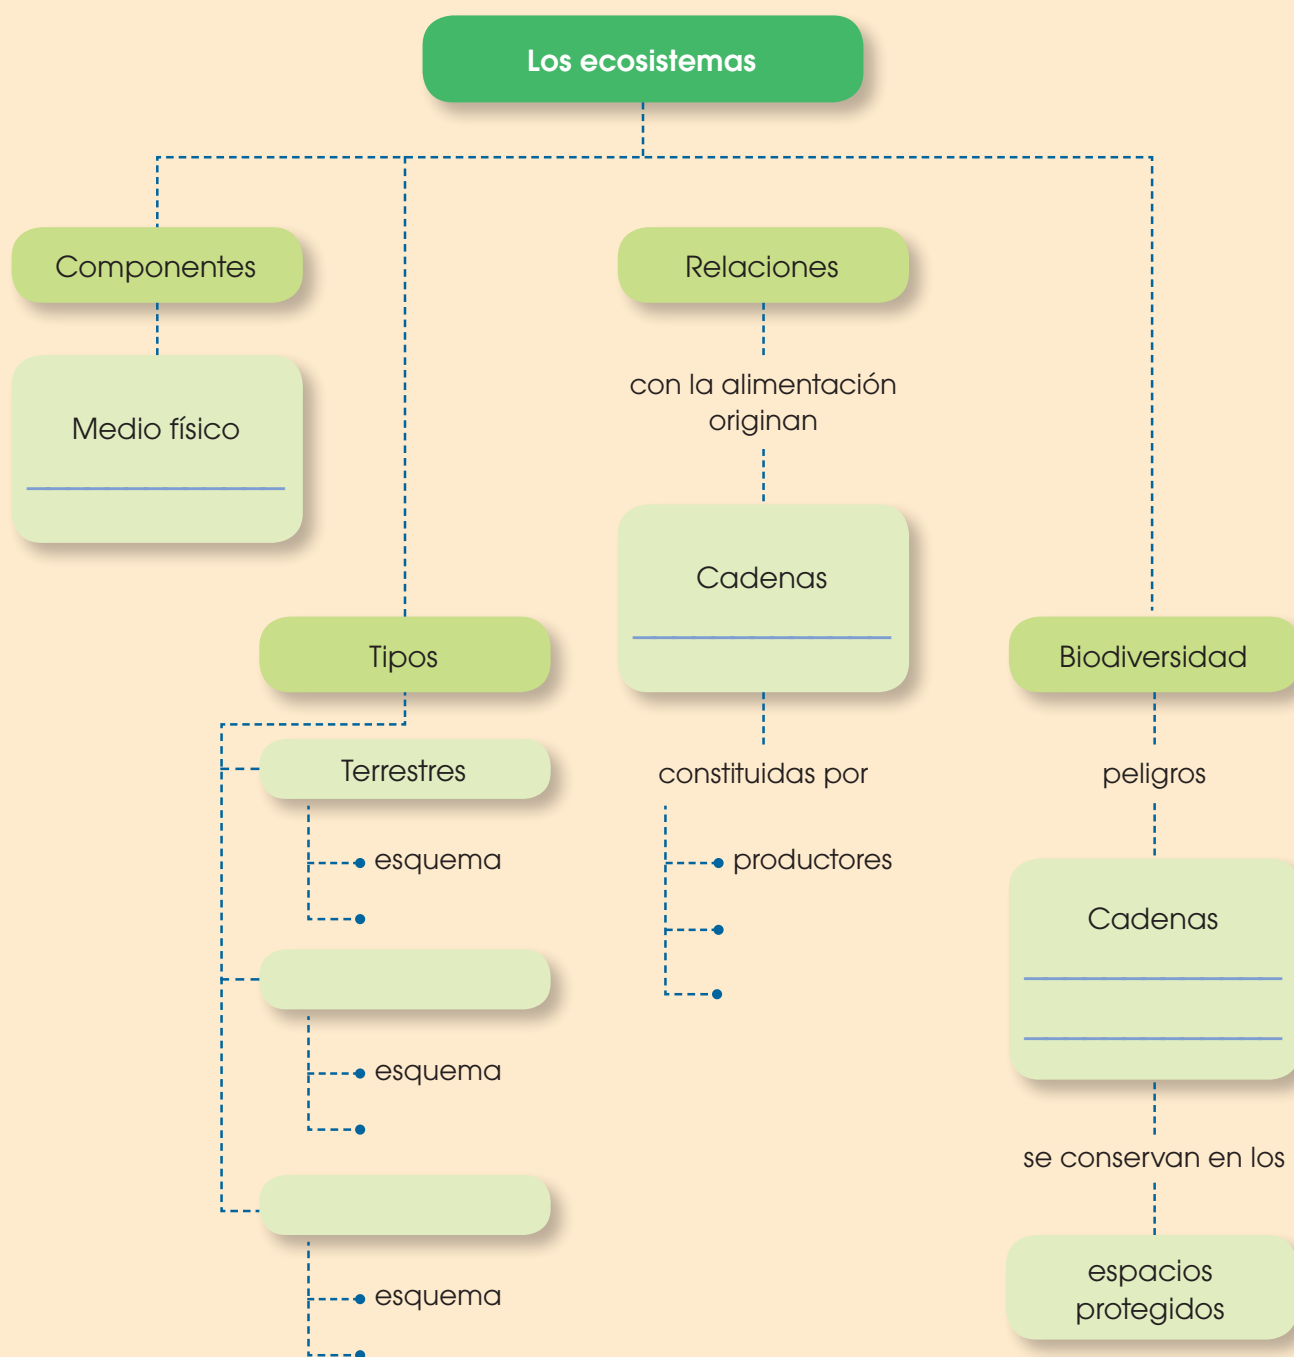 Los ecosistemas
Componentes
Medio físico
Relaciones
con la alimentación
originan
Cadenas
constituidas por
productores
Tipos
Terrestres
esquema
esquema
esquema
Biodiversidad
peligros
Cadenas
se conservan en los
espacios
protegidos